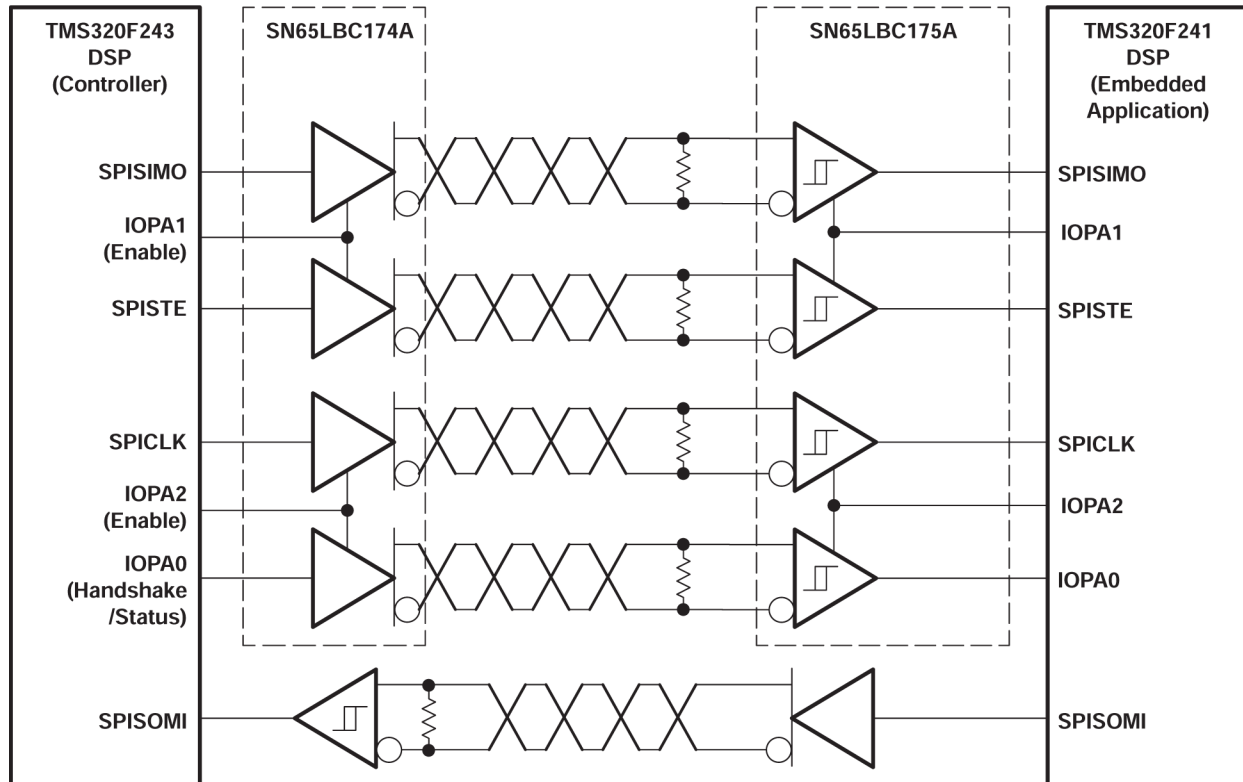 TMS320F243
DSP
(Controller)
SN65LBC174A
SN65LBC175A
TMS320F241
DSP
(Embedded
Application)
SPISIMO
SPISIMO
IOPA1
(Enable)
IOPA1
SPISTE
SPISTE
SPICLK
SPICLK
IOPA2
(Enable)
IOPA2
IOPA0
(Handshake
/Status)
IOPA0
SPISOMI
SPISOMI